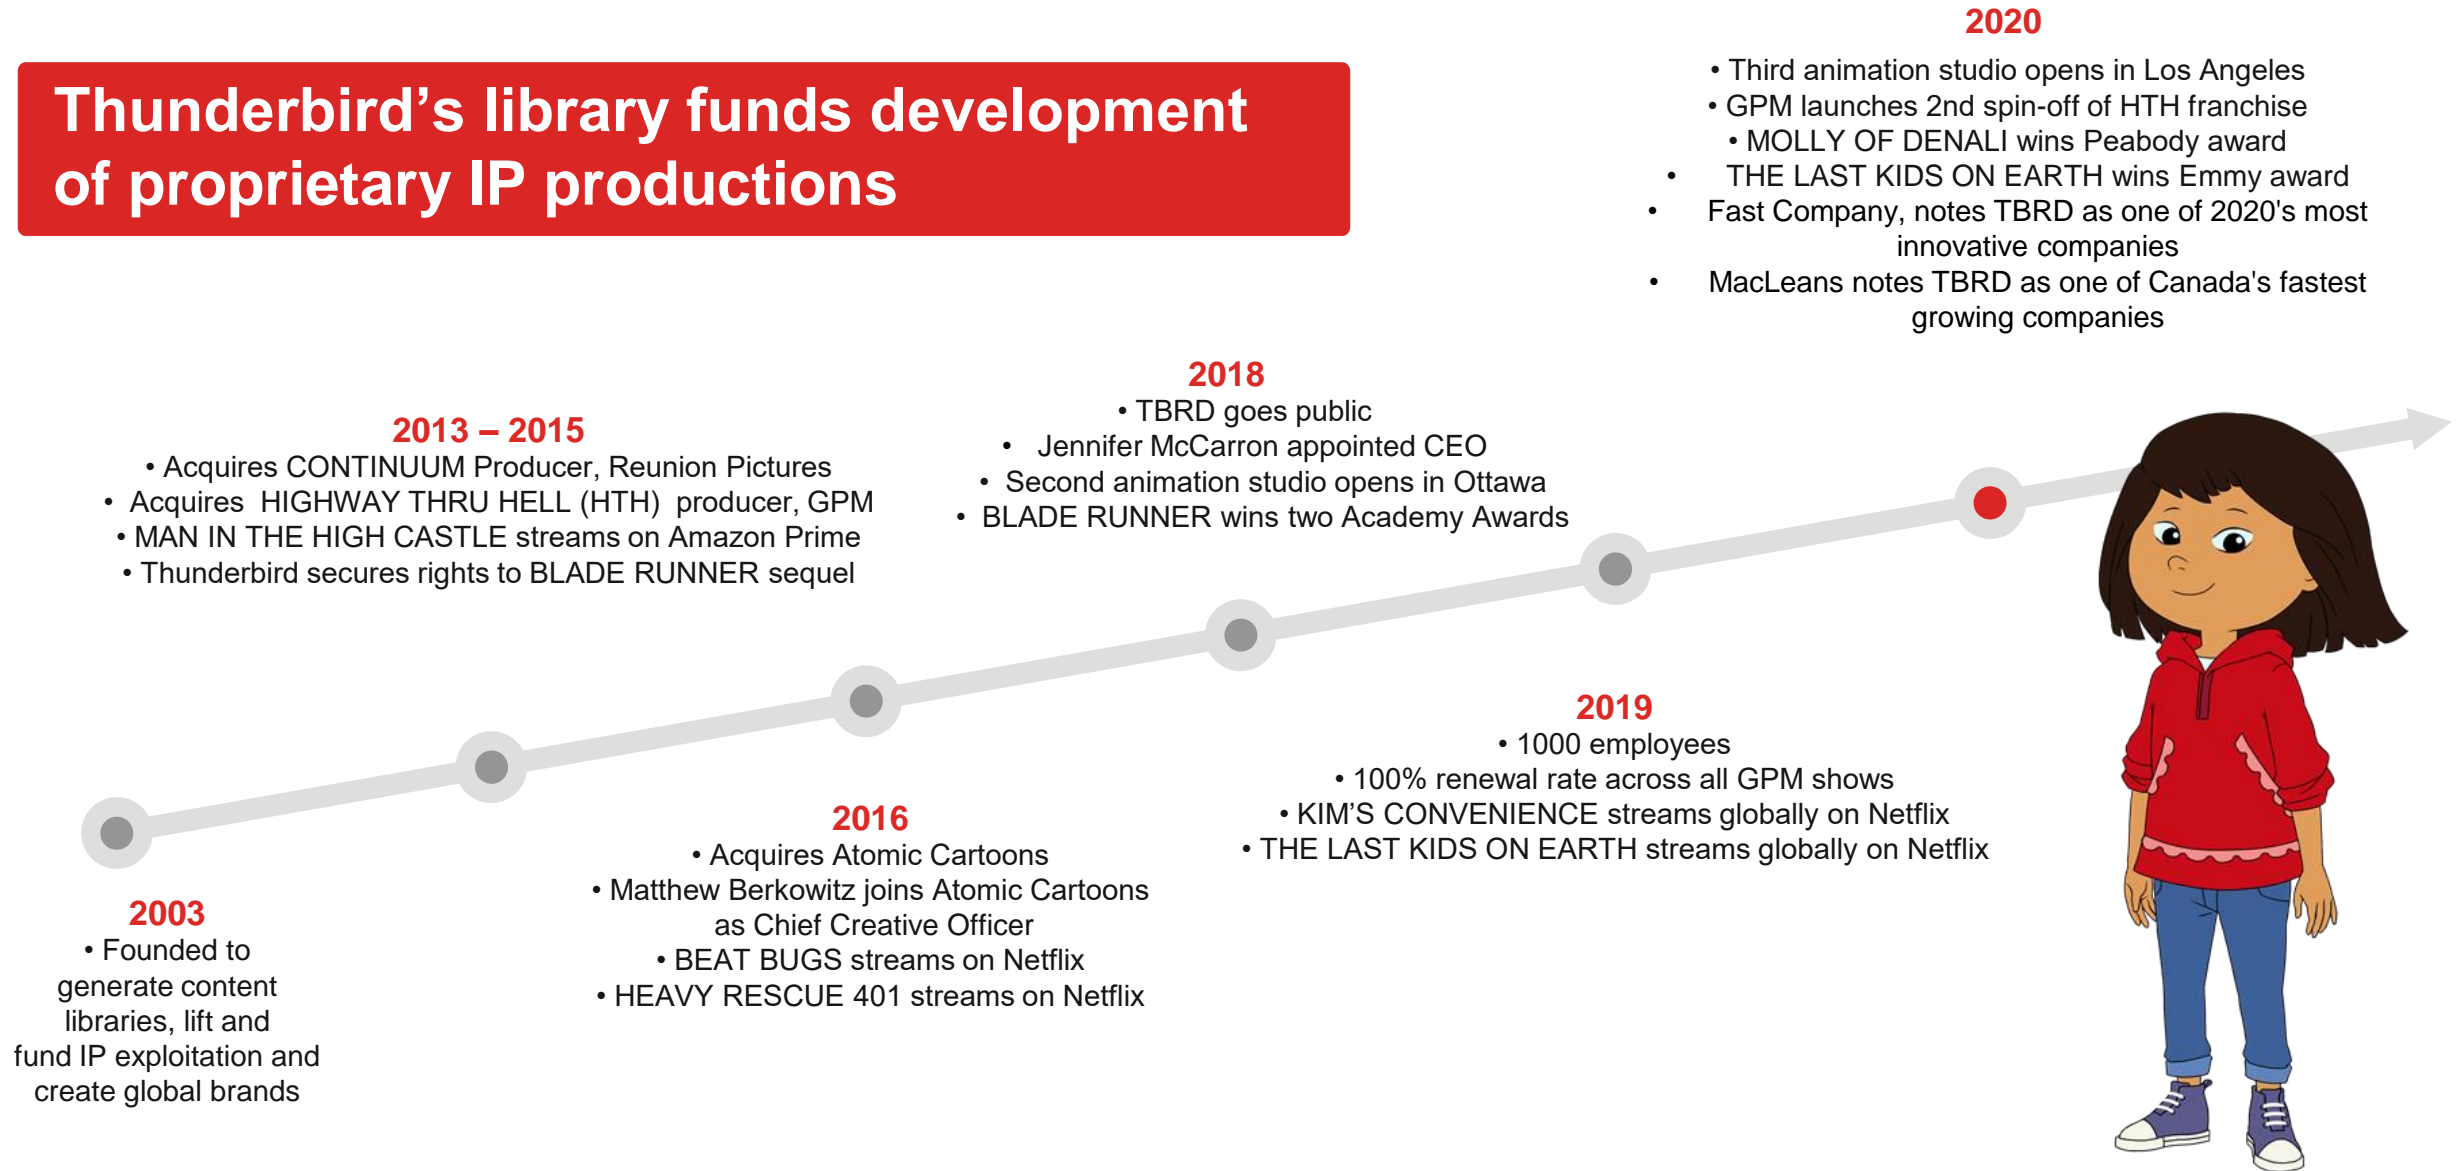 Thunderbird’s library funds development
of proprietary IP productions
2003
• Founded to
generate content
libraries, lift and
fund IP exploitation and
create global brands
2013 – 2015
• Acquires CONTINUUM Producer, Reunion Pictures
• Acquires HIGHWAY THRU HELL (HTH) producer, GPM
• MAN IN THE HIGH CASTLE streams on Amazon Prime
• Thunderbird secures rights to BLADE RUNNER sequel
2016
• Acquires Atomic Cartoons
• Matthew Berkowitz joins Atomic Cartoons
as Chief Creative Officer
• BEAT BUGS streams on Netflix
• HEAVY RESCUE 401 streams on Netflix
2018
• TBRD goes public
• Jennifer McCarron appointed CEO
• Second animation studio opens in Ottawa
• BLADE RUNNER wins two Academy Awards
2019
• 1000 employees
• 100% renewal rate across all GPM shows
• KIM’S CONVENIENCE streams globally on Netflix
• THE LAST KIDS ON EARTH streams globally on Netflix
2020
• Third animation studio opens in Los Angeles
• GPM launches 2nd spin-off of HTH franchise
• MOLLY OF DENALI wins Peabody award
• THE LAST KIDS ON EARTH wins Emmy award
• Fast Company, notes TBRD as one of 2020's most
innovative companies
• MacLeans notes TBRD as one of Canada's fastest
growing companies